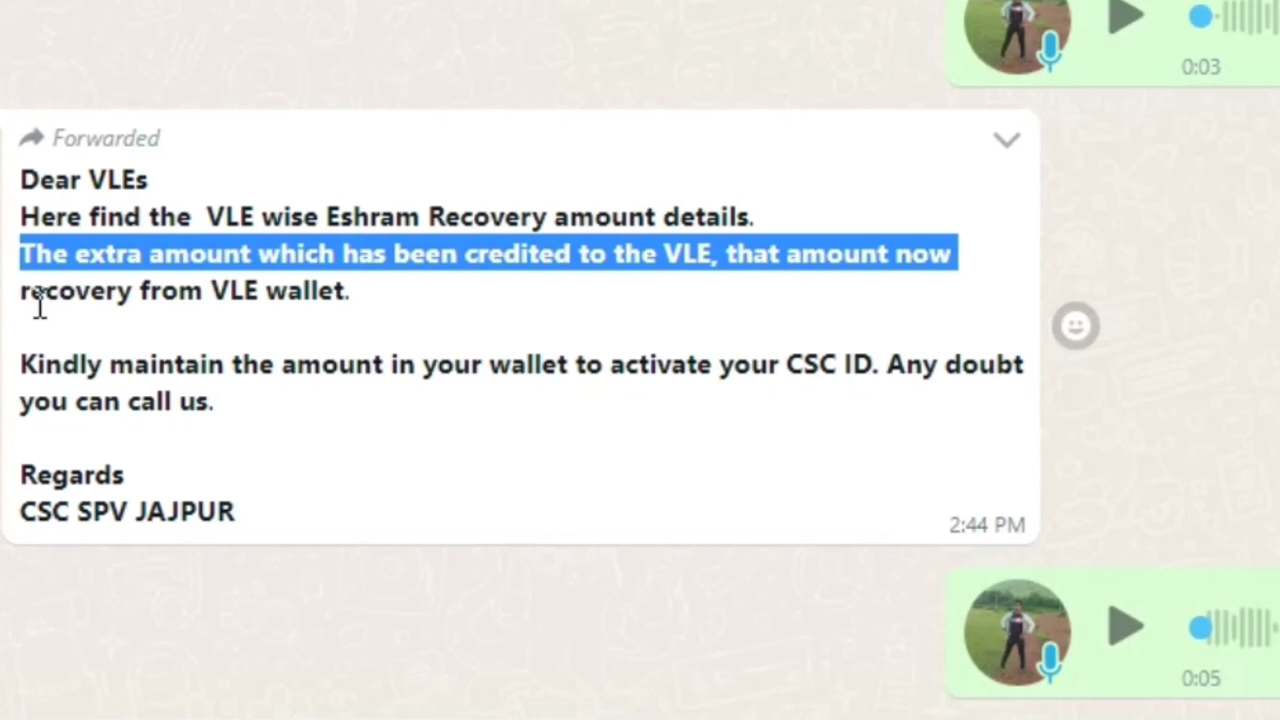 0:03
Forwarded
Dear VLEs
Here find the  VLE wise Eshram Recovery amount details.
The extra amount which has been credited to the VLE, that amount now
recovery from VLE wallet.
Kindly maintain the amount in your wallet to activate your CSC ID. Any doubt
you can call us.
Regards
CSC SPV JAJPUR
2:44 PM
0:05